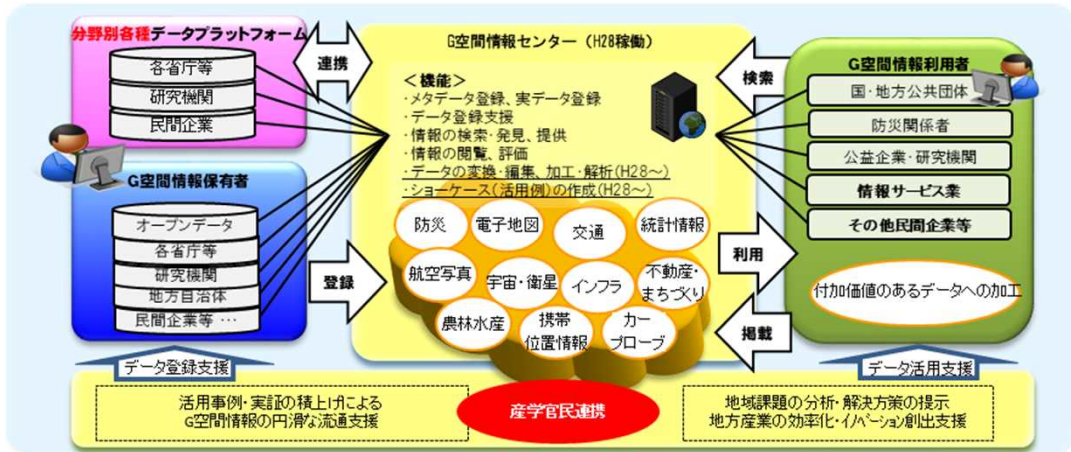 分野別各種データプラットフォーム
各省庁等
研究機関
民間企業
連携
G空間情報保有者
オープンデータ
各省庁等
研究機関
地方自治体
民間企業等 …
登録
G空間情報センター（H28稼働）
＜機能＞
・メタデータ登録、実データ登録
・データ登録支援
・情報の検索・発見、提供
・情報の閲覧、評価
・データの変換・編集、加工・解析(H28～)
・ショーケース(活用例)の作成(H28～)
防災
電子地図
交通
統計情報
航空写真
宇宙・衛星
インフラ
不動産・
まちづくり
農林水産
携帯
位置情報
カー
プローブ
検索
利用
掲載
G空間情報利用者
国・地方公共団体
防災関係者
公益企業・研究機関
情報サービス業
その他民間企業等
付加価値のあるデータへの加工
データ登録支援
活用事例・実証の積上げによる
G空間情報の円滑な流通支援
産学官民連携
データ活用支援
地域課題の分析・解決方策の提示
地方産業の効率化・イノベーション創出支援